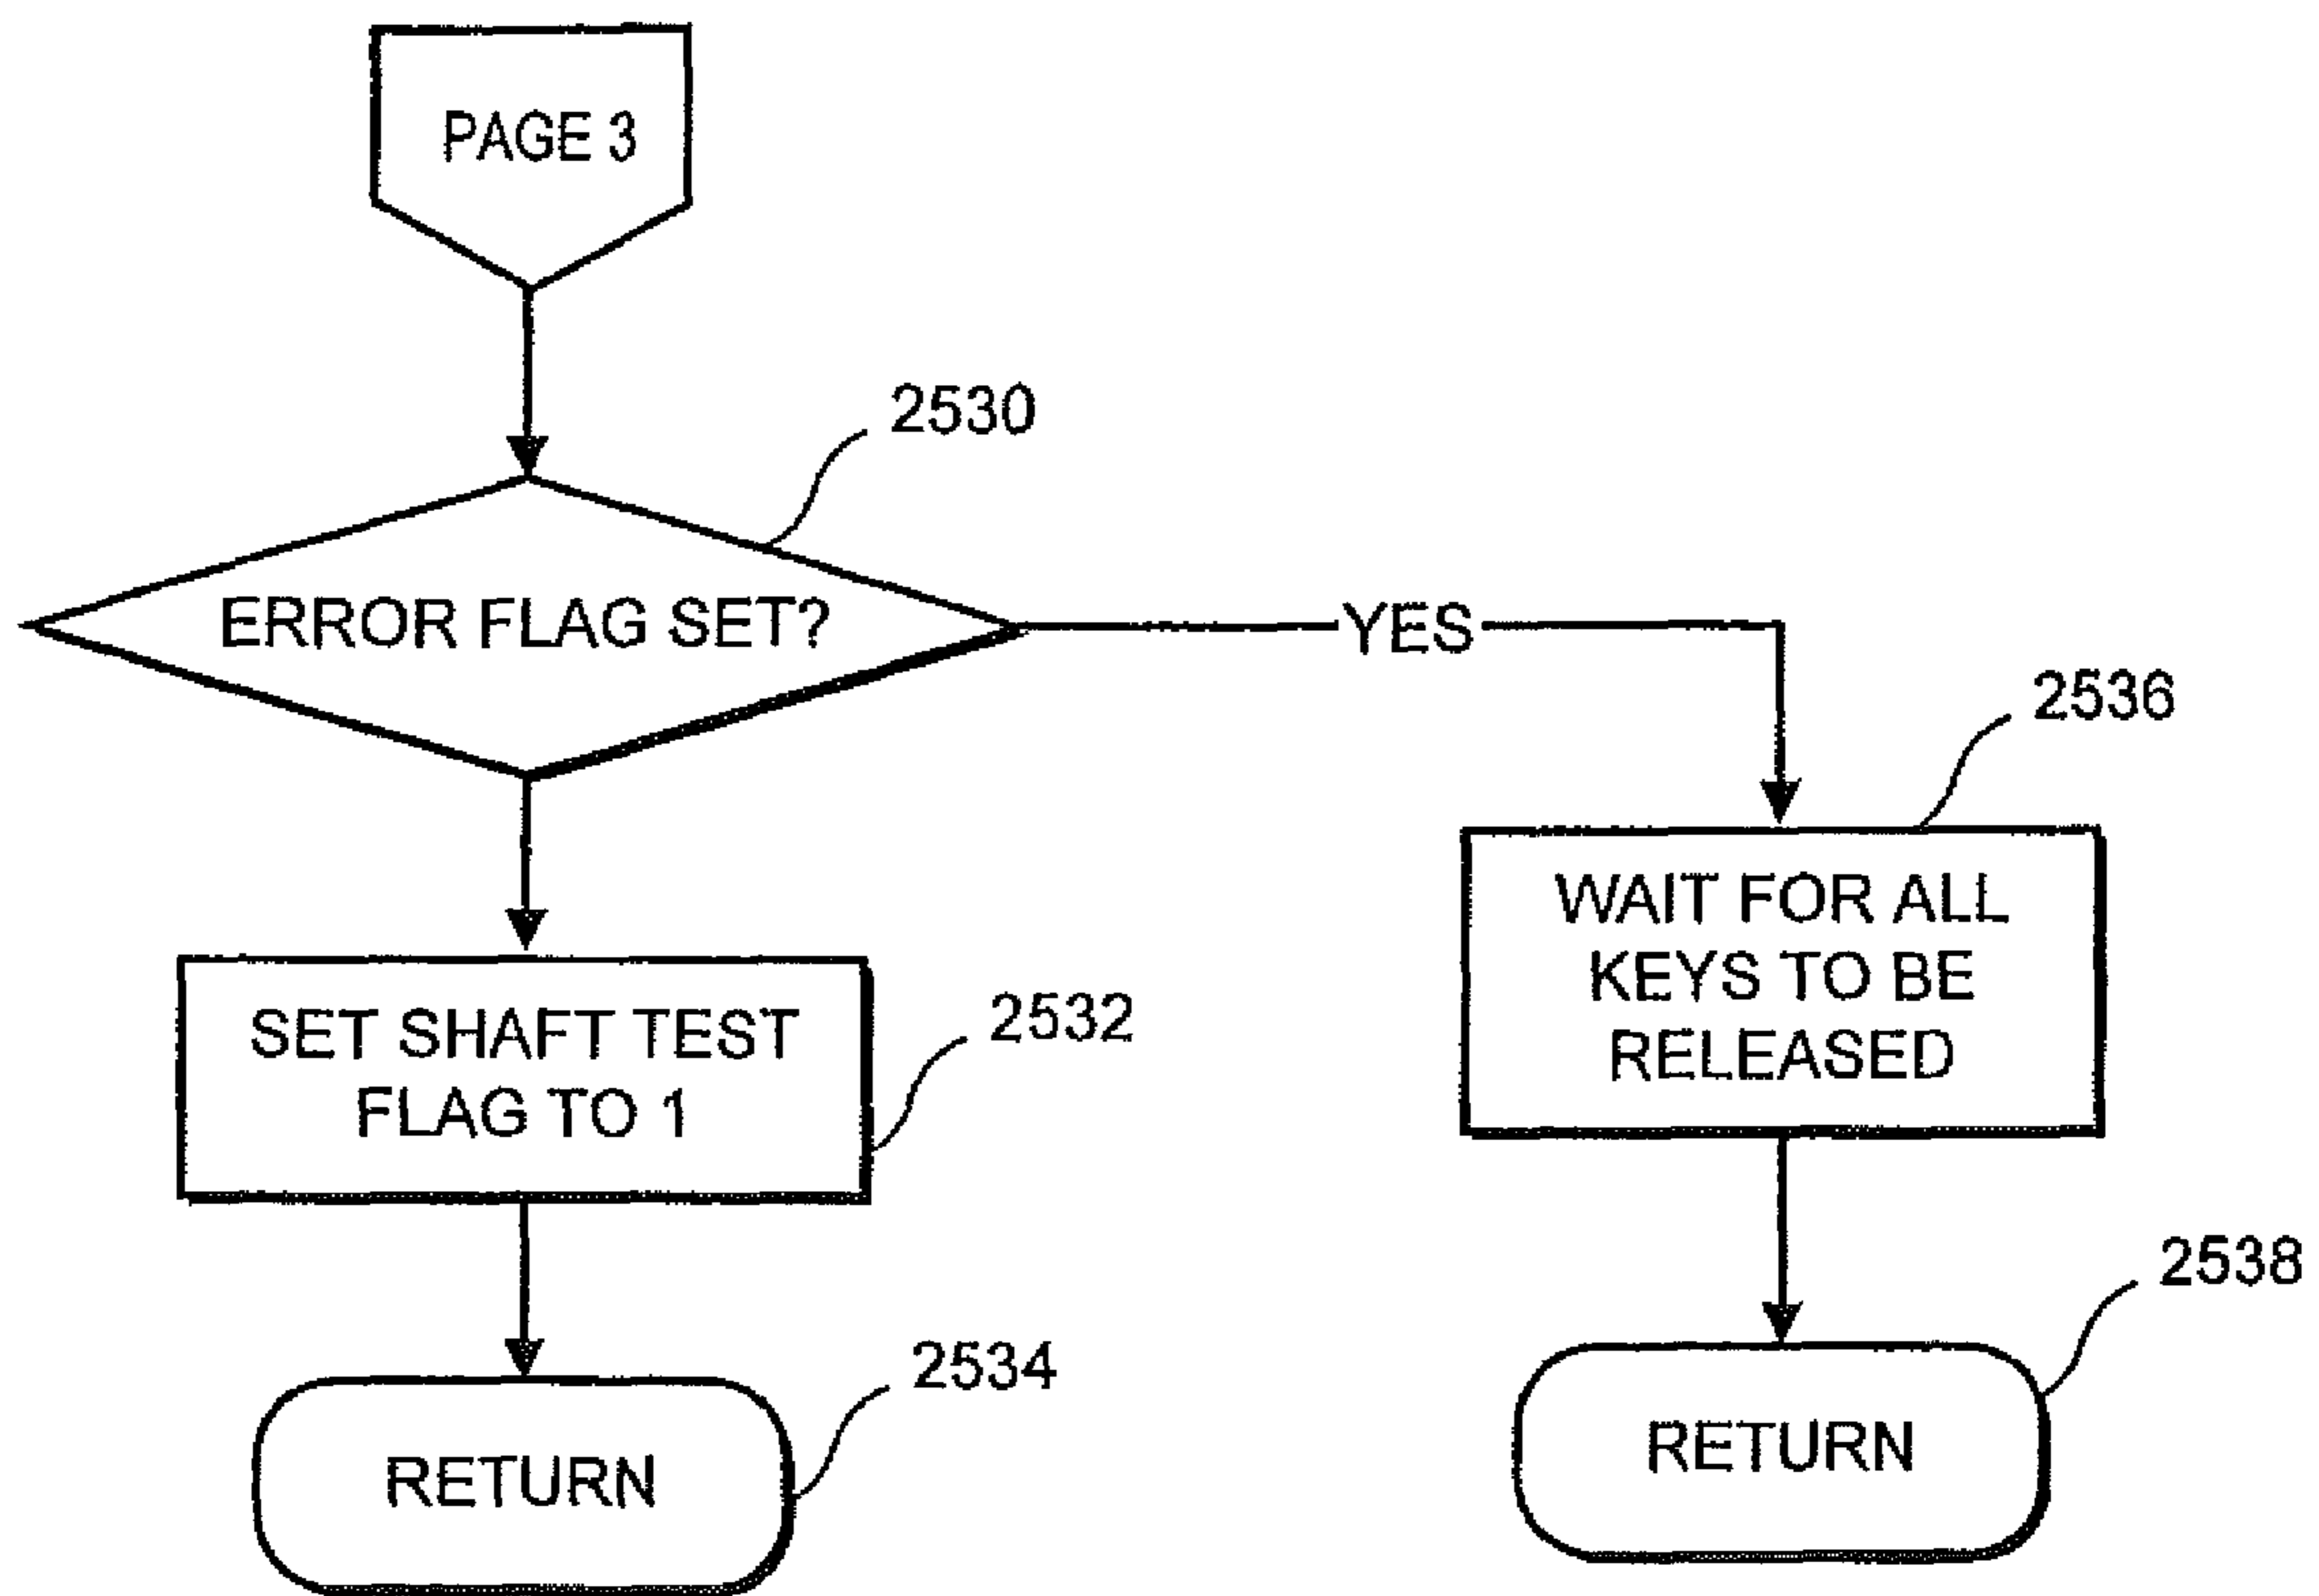 PAGE 3
2530
ERROR FLAG SET?
YES
2536
WAIT FOR ALL
KEYS TO BE
RELEASED
SET SHAFT TEST
FLAG TO 1
2532
2538
2534
RETURN
RETURN